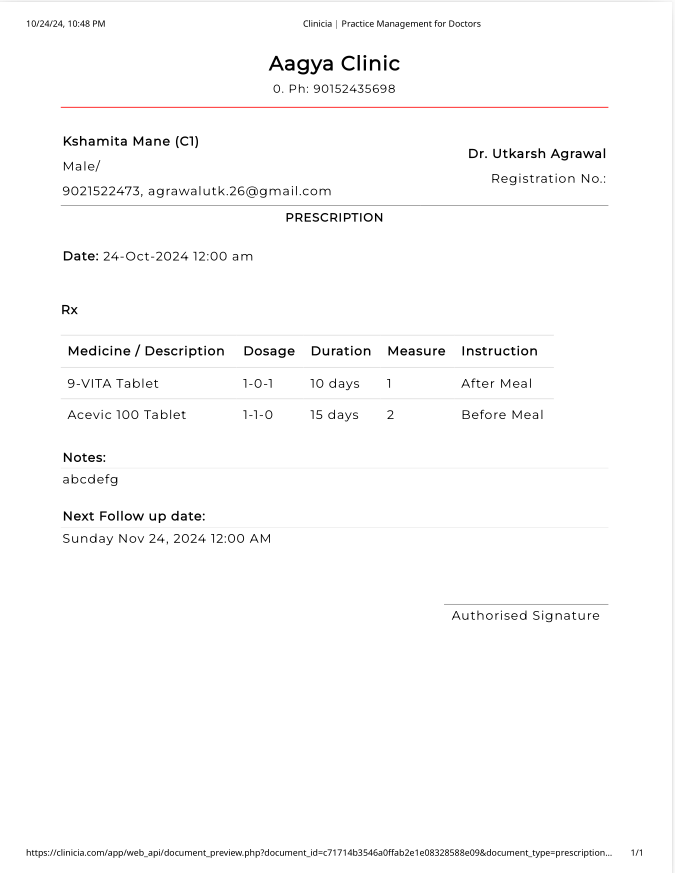 10/24/24, 10:48 PM Clinicia | Practice Management for Doctors
Aagya Clinic
0. Ph: 90152435698
Kshamita Mane (C1)
Male/
9021522473, agrawalutk.26@gmail.com
Dr. Utkarsh Agrawal
Registration No.:
PRESCRIPTION
Date: 24-Oct-2024 12:00 am
Rx
Medicine / Description Dosage Duration Measure Instruction
9-VITA Tablet 1-0-1 10 days 1 After Meal
Acevic 100 Tablet 1-1-0 15 days 2 Before Meal
Notes:
abcdefg
Next Follow up date:
Sunday Nov 24, 2024 12:00 AM
Authorised Signature
https://clinicia.com/app/web_api/document_preview.php?document_id=c71714b3546a0ffab2e1e08328588e09&document_type=prescription... 1/1